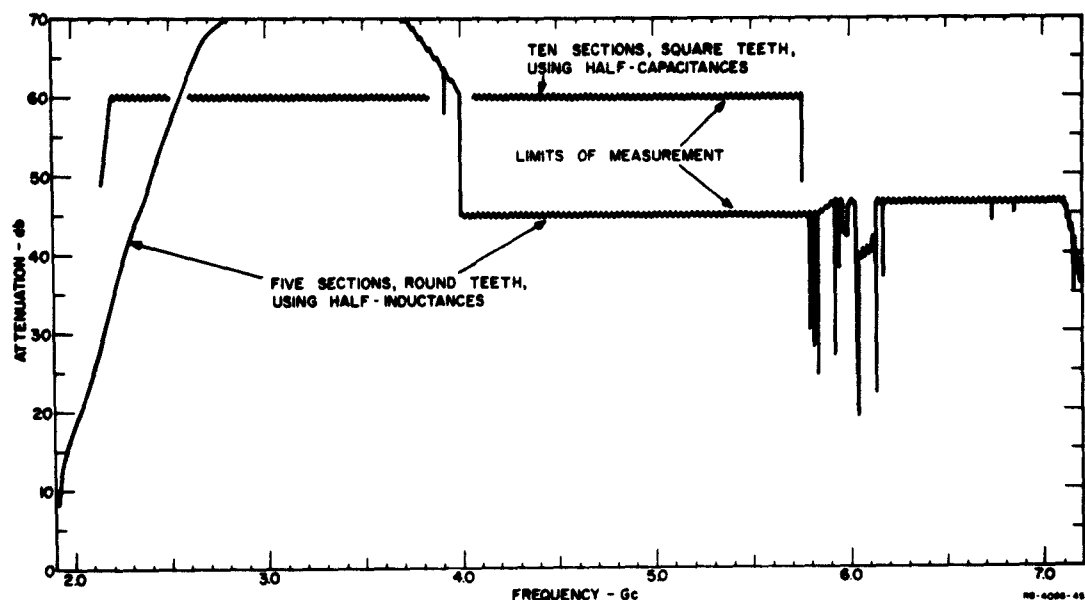 70
60
50
40
30
20
10
0
ATTENUATION - db
TEN SECTIONS, SQUARE TEETH,
USING HALF-CAPACITANCES
LIMITS OF MEASUREMENT
FIVE SECTIONS, ROUND TEETH,
USING HALF-INDUCTANCES
2.0 3.0 4.0 5.0 6.0 7.0
FREQUENCY - Gc